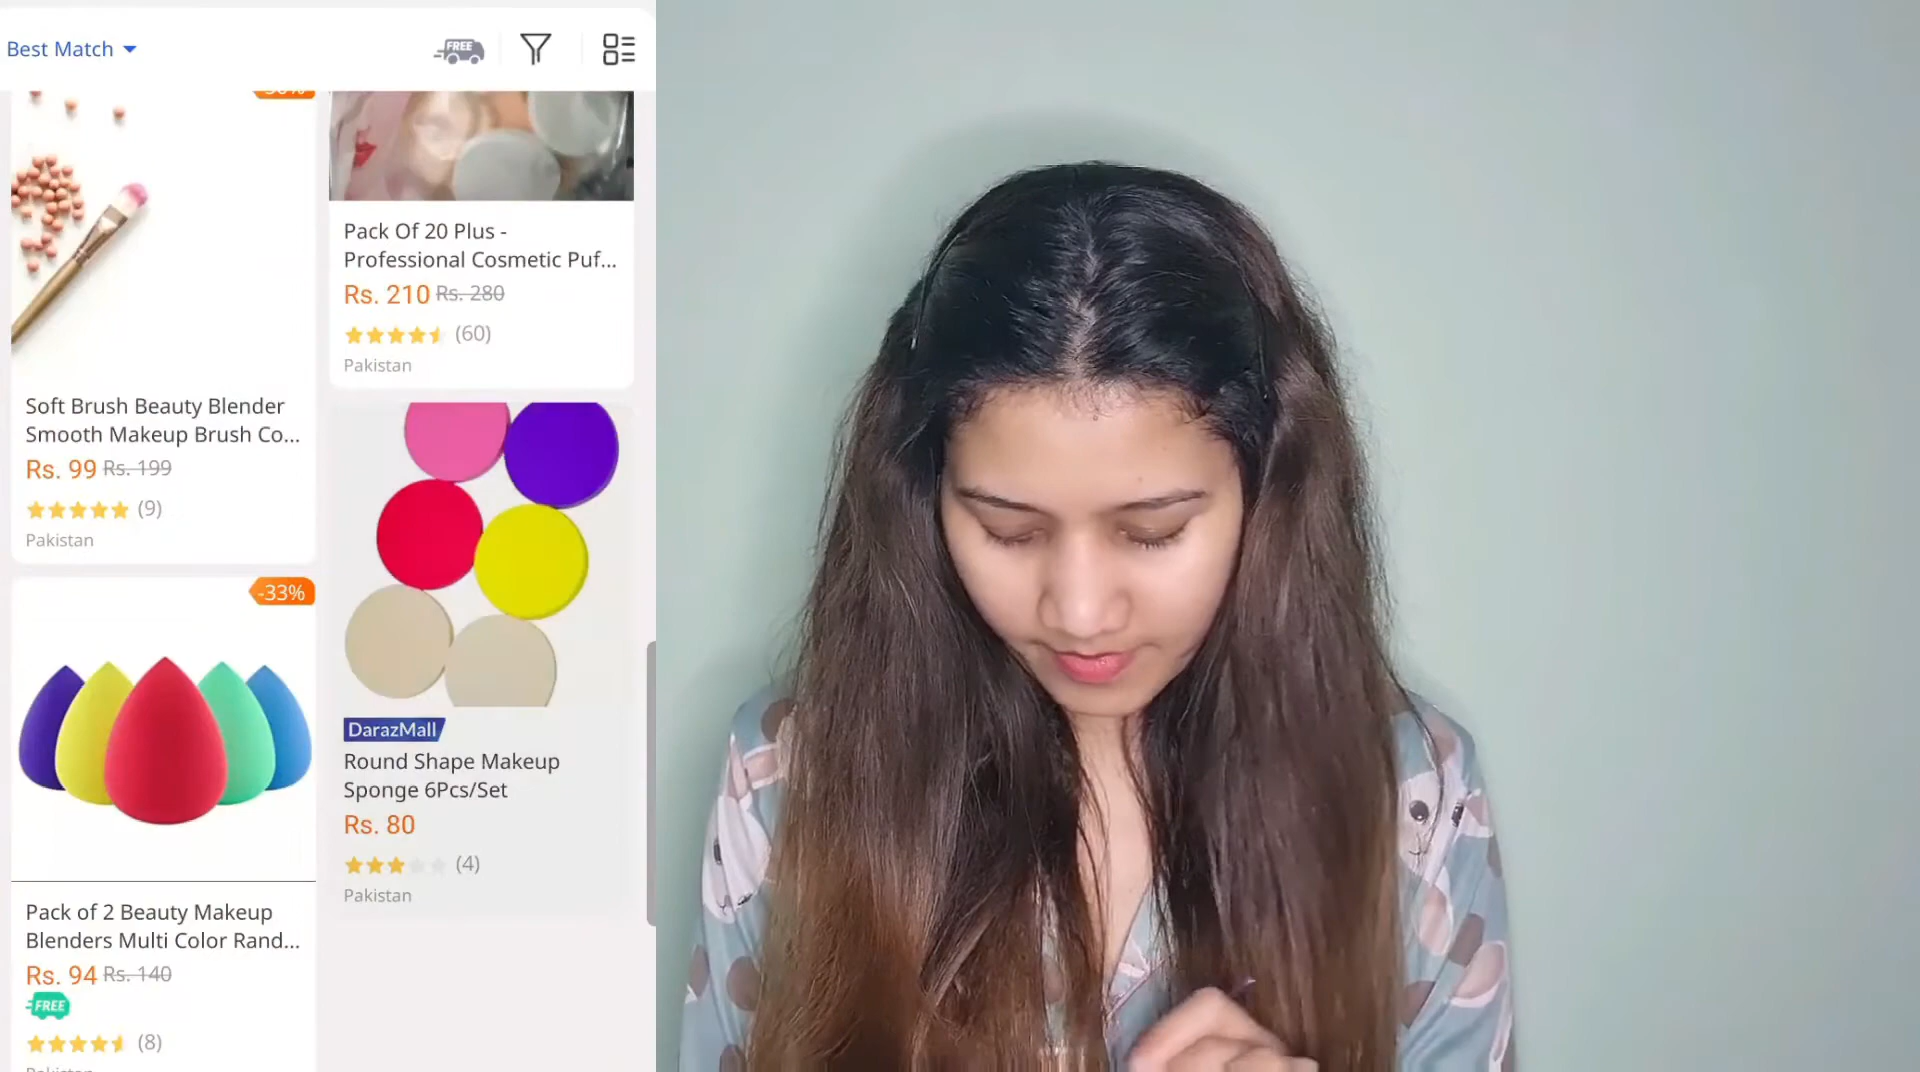 Best Match
FREE
Soft Brush Beauty Blender
Smooth Makeup Brush Co...
Rs. 99 Rs. 199
(9)
Pakistan
-33%
Pack of 2 Beauty Makeup
Blenders Multi Color Rand...
Rs. 94 Rs. 140
FREE
(8)
Pack Of 20 Plus -
Professional Cosmetic Puf...
Rs. 210 Rs. 280
(60)
Pakistan
DarazMall
Round Shape Makeup
Sponge 6Pcs/Set
Rs. 80
(4)
Pakistan